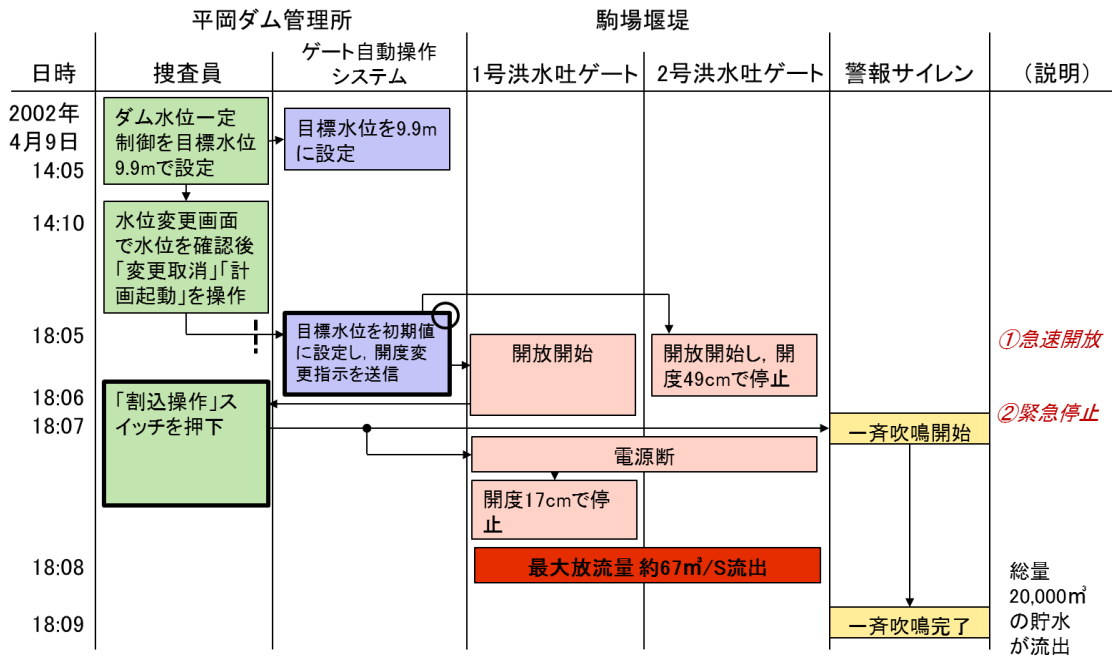 平岡ダム管理所
駒場堰堤
日時
捜査員
ゲート自動操作
システム
1号洪水吐ゲート
2号洪水吐ゲート
警報サイレン
（説明）
2002年
4月9日
14:05
ダム水位一定
制御を目標水位
9.9mで設定
目標水位を9.9m
に設定
14:10
水位変更画面
で水位を確認後
「変更取消」「計
画起動」を操作
18:05
目標水位を初期値
に設定し，開度変
更指示を送信
開放開始
開放開始し，開
度49cmで停止
①急速開放
18:06
18:07
「割込操作」ス
イッチを押下
一斉吹鳴開始
②緊急停止
電源断
開度17cmで停
止
18:08
最大放流量 約67㎥/S流出
18:09
一斉吹鳴完了
総量
20,000㎥
の貯水
が流出